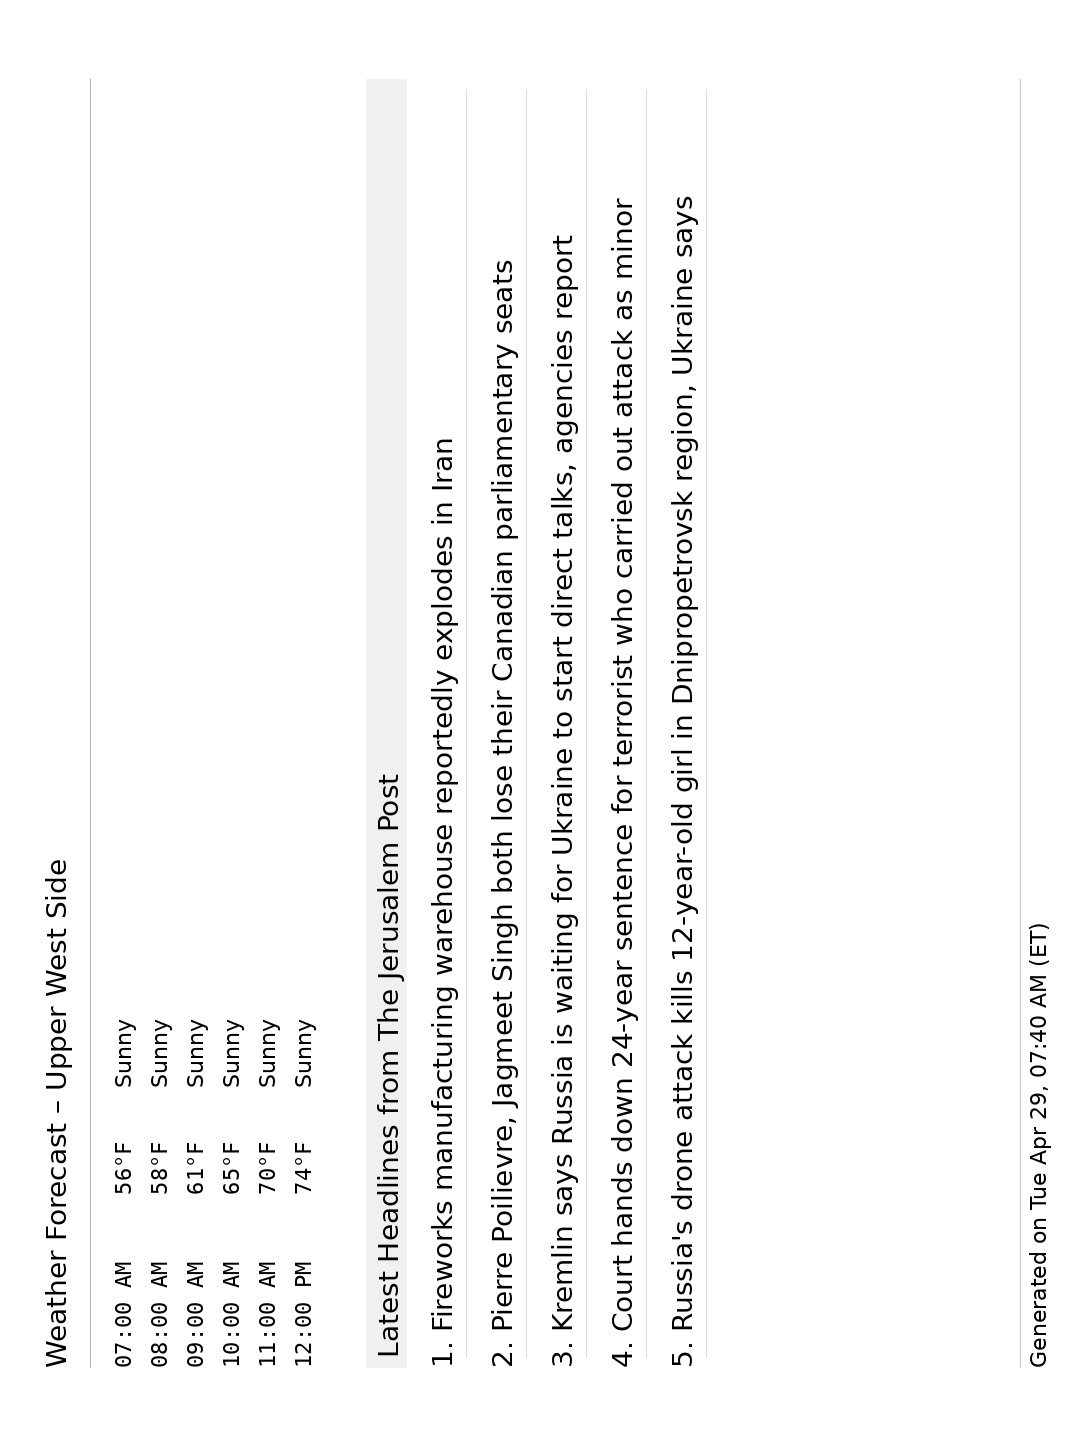 Weather Forecast – Upper West Side
07:00 AM 56°F Sunny
08:00 AM 58°F Sunny
09:00 AM 61°F Sunny
10:00 AM 65°F Sunny
11:00 AM 70°F Sunny
12:00 PM 74°F Sunny
Latest Headlines from The Jerusalem Post
1. Fireworks manufacturing warehouse reportedly explodes in Iran
2. Pierre Poilievre, Jagmeet Singh both lose their Canadian parliamentary seats
3. Kremlin says Russia is waiting for Ukraine to start direct talks, agencies report
4. Court hands down 24-year sentence for terrorist who carried out attack as minor
5. Russia's drone attack kills 12-year-old girl in Dnipropetrovsk region, Ukraine says
Generated on Tue Apr 29, 07:40 AM (ET)